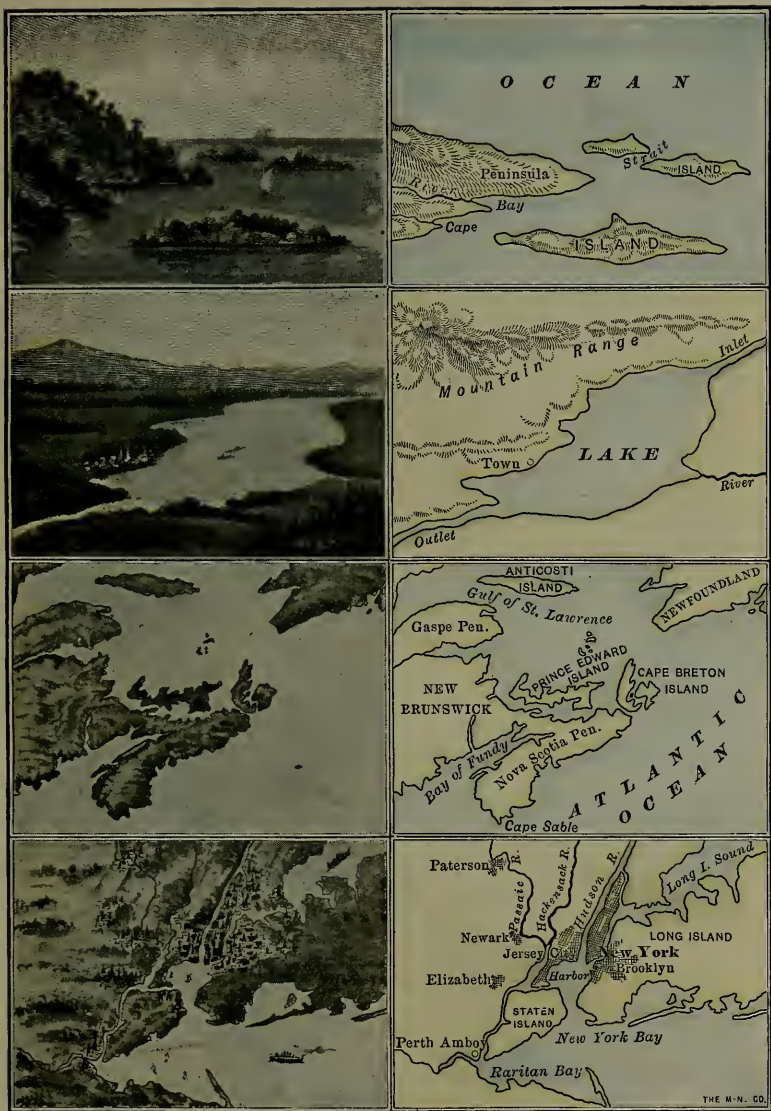 OCEAN
Peninsula
River
Strait
ISLAND
Bay
Cape
ISLAND
Mountain Range
Inlet
Town
LAKE
River
Outlet
ANTICOSTI
ISLAND
Gulf of St. Lawrence
NEWFOUNDLAND
Gaspe Pen.
PRINCE EDWARD
ISLAND
CAPE BRETON
ISLAND
NEW
BRUNSWICK
Bay of Fundy
Nova Scotia Pen.
ATLANTIC
OCEAN
Cape Sable
Paterson
Passaic R.
Hackensack R.
Hudson R.
Long I. Sound
Newark
Jersey City
LONG ISLAND
New York
Brooklyn
Elizabeth
Harbor
STATEN
ISLAND
Perth Amboy
New York Bay
Raritan Bay
THE M-N. CO.